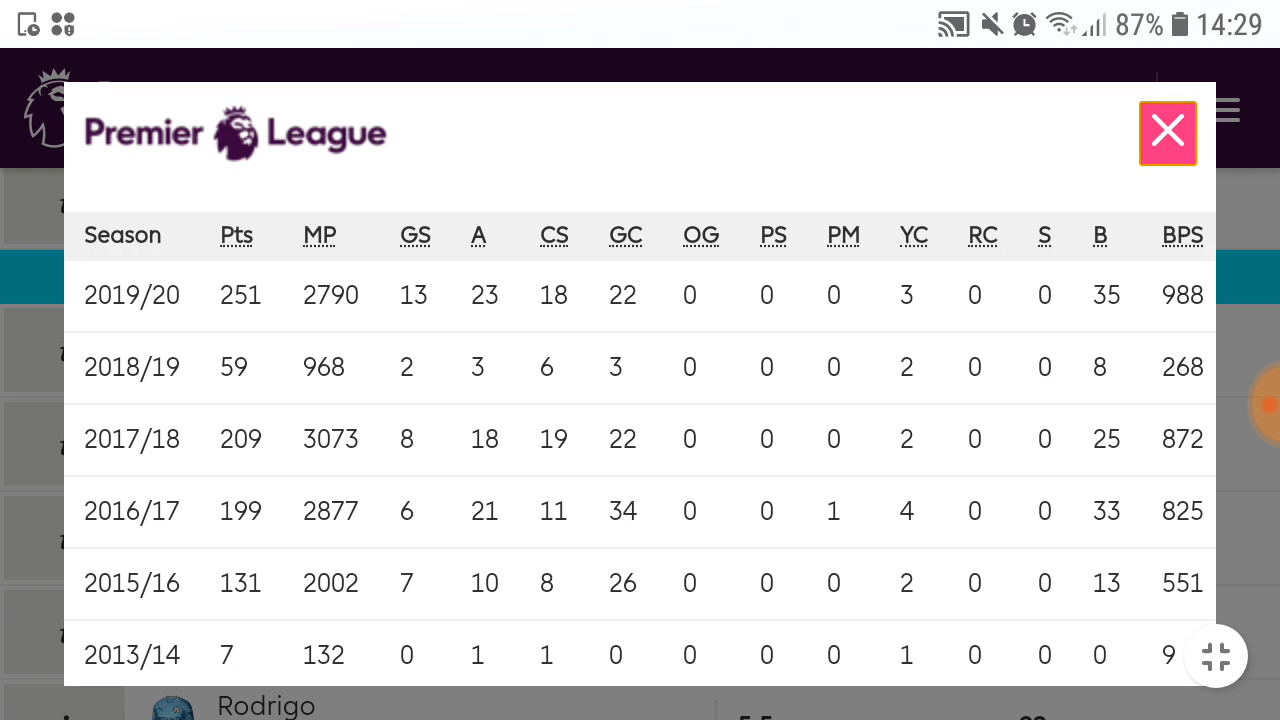 87% 14:29
Premier League
Season Pts MP GS A CS GC OG PS PM YC RC S B BPS
2019/20 251 2790 13 23 18 22 0 0 0 3 0 0 35 988
2018/19 59 968 2 3 6 3 0 0 0 2 0 0 8 268
2017/18 209 3073 8 18 19 22 0 0 0 2 0 0 25 872
2016/17 199 2877 6 21 11 34 0 0 1 4 0 0 33 825
2015/16 131 2002 7 10 8 26 0 0 0 2 0 0 13 551
2013/14 7 132 0 1 1 0 0 0 0 1 0 0 0 9
Rodrigo